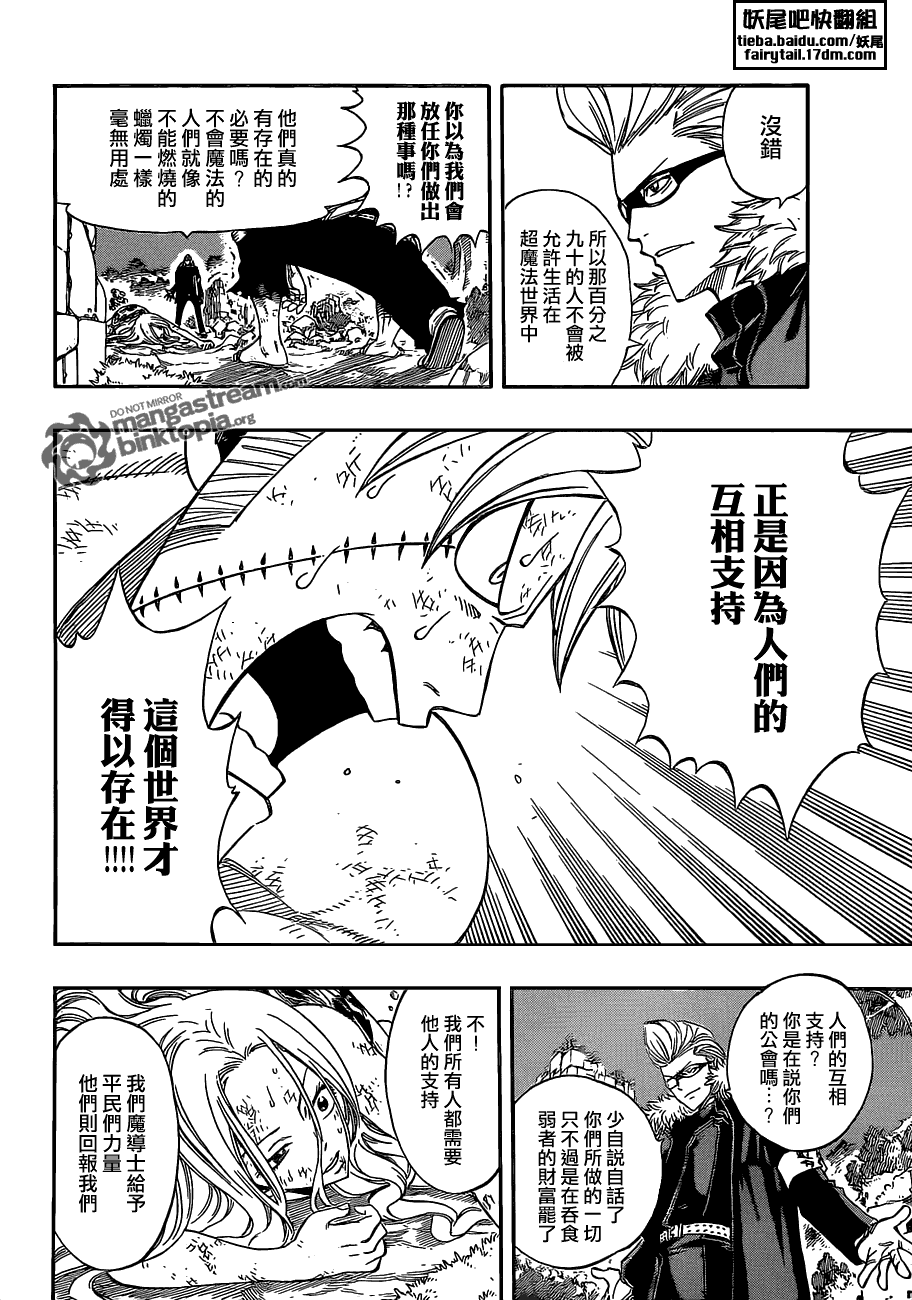 妖尾吧快翻組
tieba.baidu.com/妖尾
fairytail.17dm.com
沒錯
所以那百分之
九十的人不會被
允許生活在
超魔法世界中
你以為我們會
放任你們做出
那種事嗎!?
他們真的
有存在的
必要嗎?
不會魔法的
人們就像
不能燃燒的
蠟燭一樣
毫無用處
DO NOT MIRROR
mangastream.com
binktopia.org
正是因為人們的
互相支持
這個世界才
得以存在!!!!
人們的互相
支持?
你是在說你們
的公會嗎…?
少自說自話了
你們所做的一切
只不過是在吞食
弱者的財富罷了
不!
我們所有人都需要
他人的支持
我們魔導士給予
平民們力量
他們則回報我們